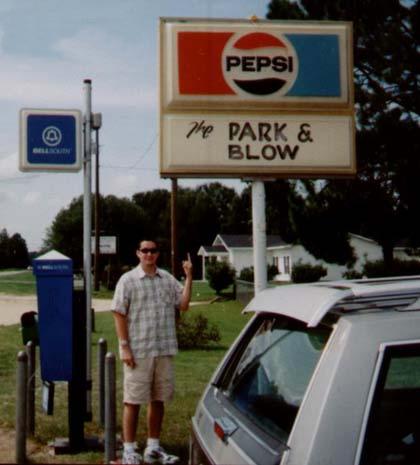 PEPSI
The PARK &
BLOW
BELLSOUTH